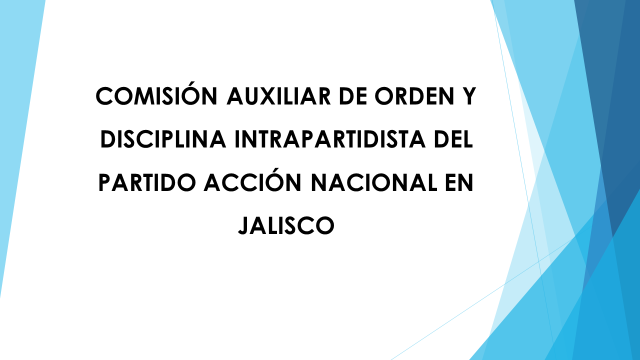 COMISIÓN AUXILIAR DE ORDEN Y
DISCIPLINA INTRAPARTIDISTA DEL
PARTIDO ACCIÓN NACIONAL EN
JALISCO